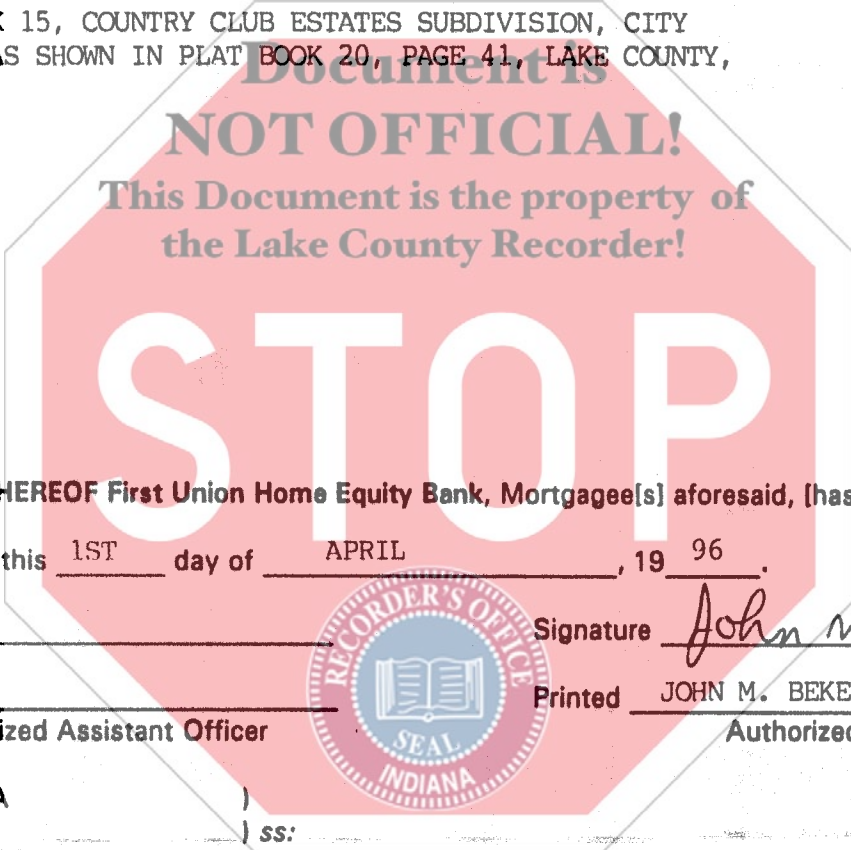 15, COUNTRY CLUB ESTATES SUBDIVISION, CITY
AS SHOWN IN PLAT BOOK 20, PAGE 41, LAKE COUNTY,
Document is
NOT OFFICIAL!
This Document is the property of
the Lake County Recorder!
STOP
HEREOF First Union Home Equity Bank, Mortgagee[s] aforesaid, [has
this 1ST day of APRIL , 19 96 .
RECORDER'S OFFICE
SEAL
INDIANA
Signature John
Printed JOHN M. BEKE
ized Assistant Officer
Authorized
A )
) ss: